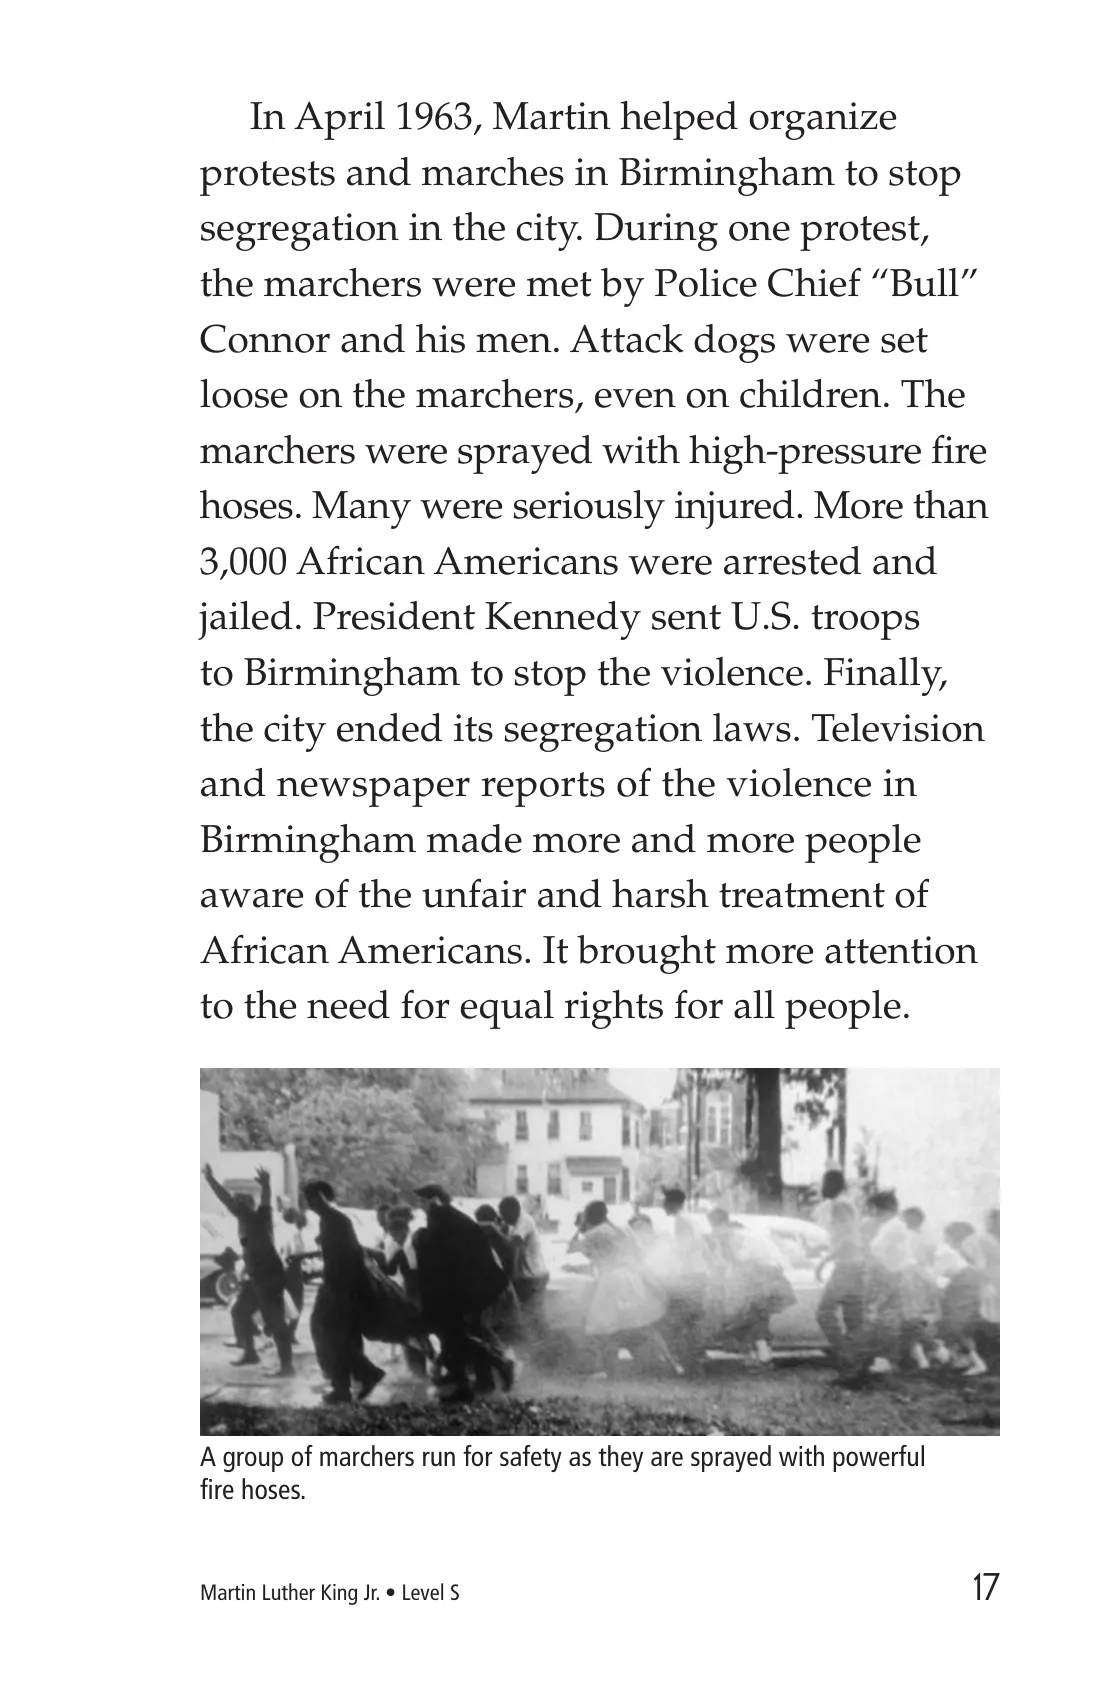 In April 1963, Martin helped organize
protests and marches in Birmingham to stop
segregation in the city. During one protest,
the marchers were met by Police Chief “Bull”
Connor and his men. Attack dogs were set
loose on the marchers, even on children. The
marchers were sprayed with high-pressure fire
hoses. Many were seriously injured. More than
3,000 African Americans were arrested and
jailed. President Kennedy sent U.S. troops
to Birmingham to stop the violence. Finally,
the city ended its segregation laws. Television
and newspaper reports of the violence in
Birmingham made more and more people
aware of the unfair and harsh treatment of
African Americans. It brought more attention
to the need for equal rights for all people.
A group of marchers run for safety as they are sprayed with powerful
fire hoses.
Martin Luther King Jr. • Level S
17